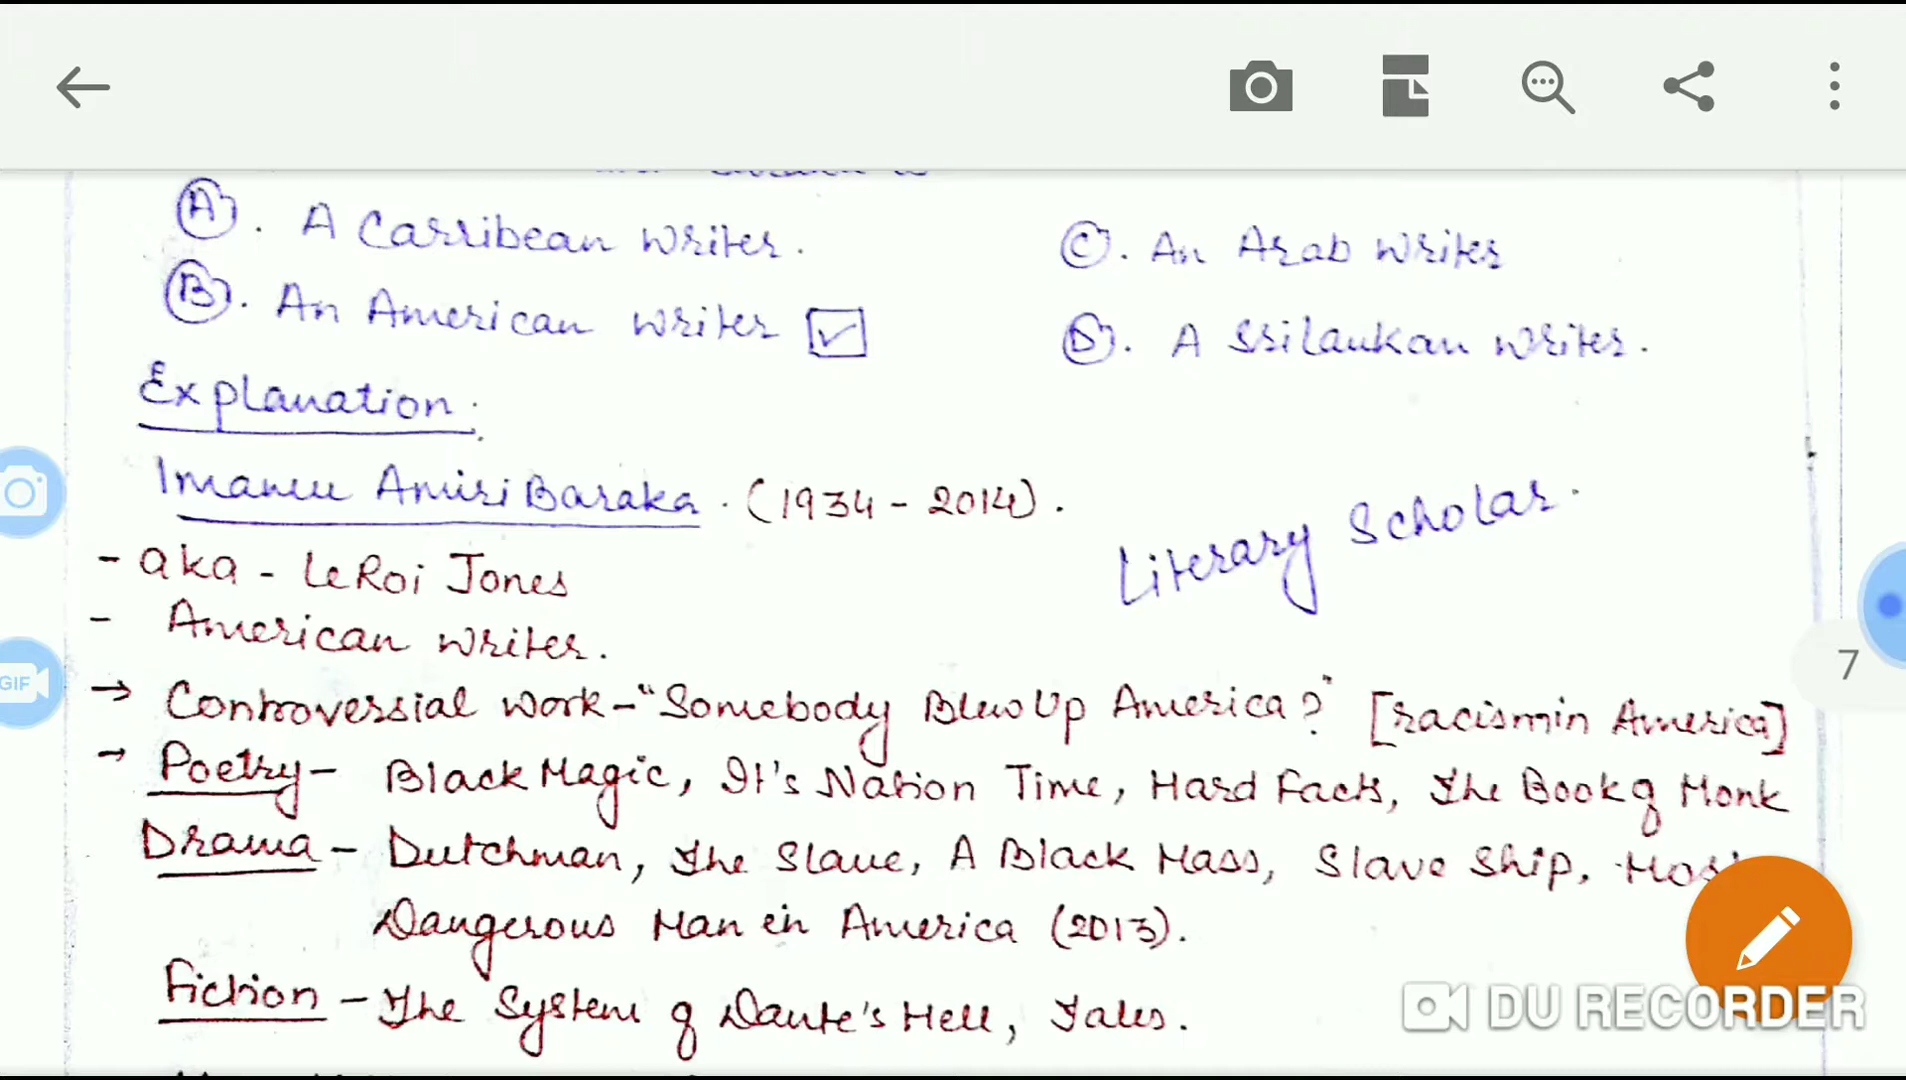 A. A Carribean writer.
C. An Arab writer
B. An American writer
D. A Srilankan writer.
Explanation:
Imamu Amiri Baraka. (1934 - 2014).
Literary Scholar.
- aka - LeRoi Jones
- American writer.
7
GIF
→ Controversial work - "Somebody Blew Up America?" [racism in America]
→ Poetry - Black Magic, It's Nation Time, Hard Facts, The Book of Monk
Drama - Dutchman, The Slave, A Black Mass, Slave Ship, Most
Dangerous Man in America (2013).
Fiction - The System of Dante's Hell, Tales.
DU RECORDER